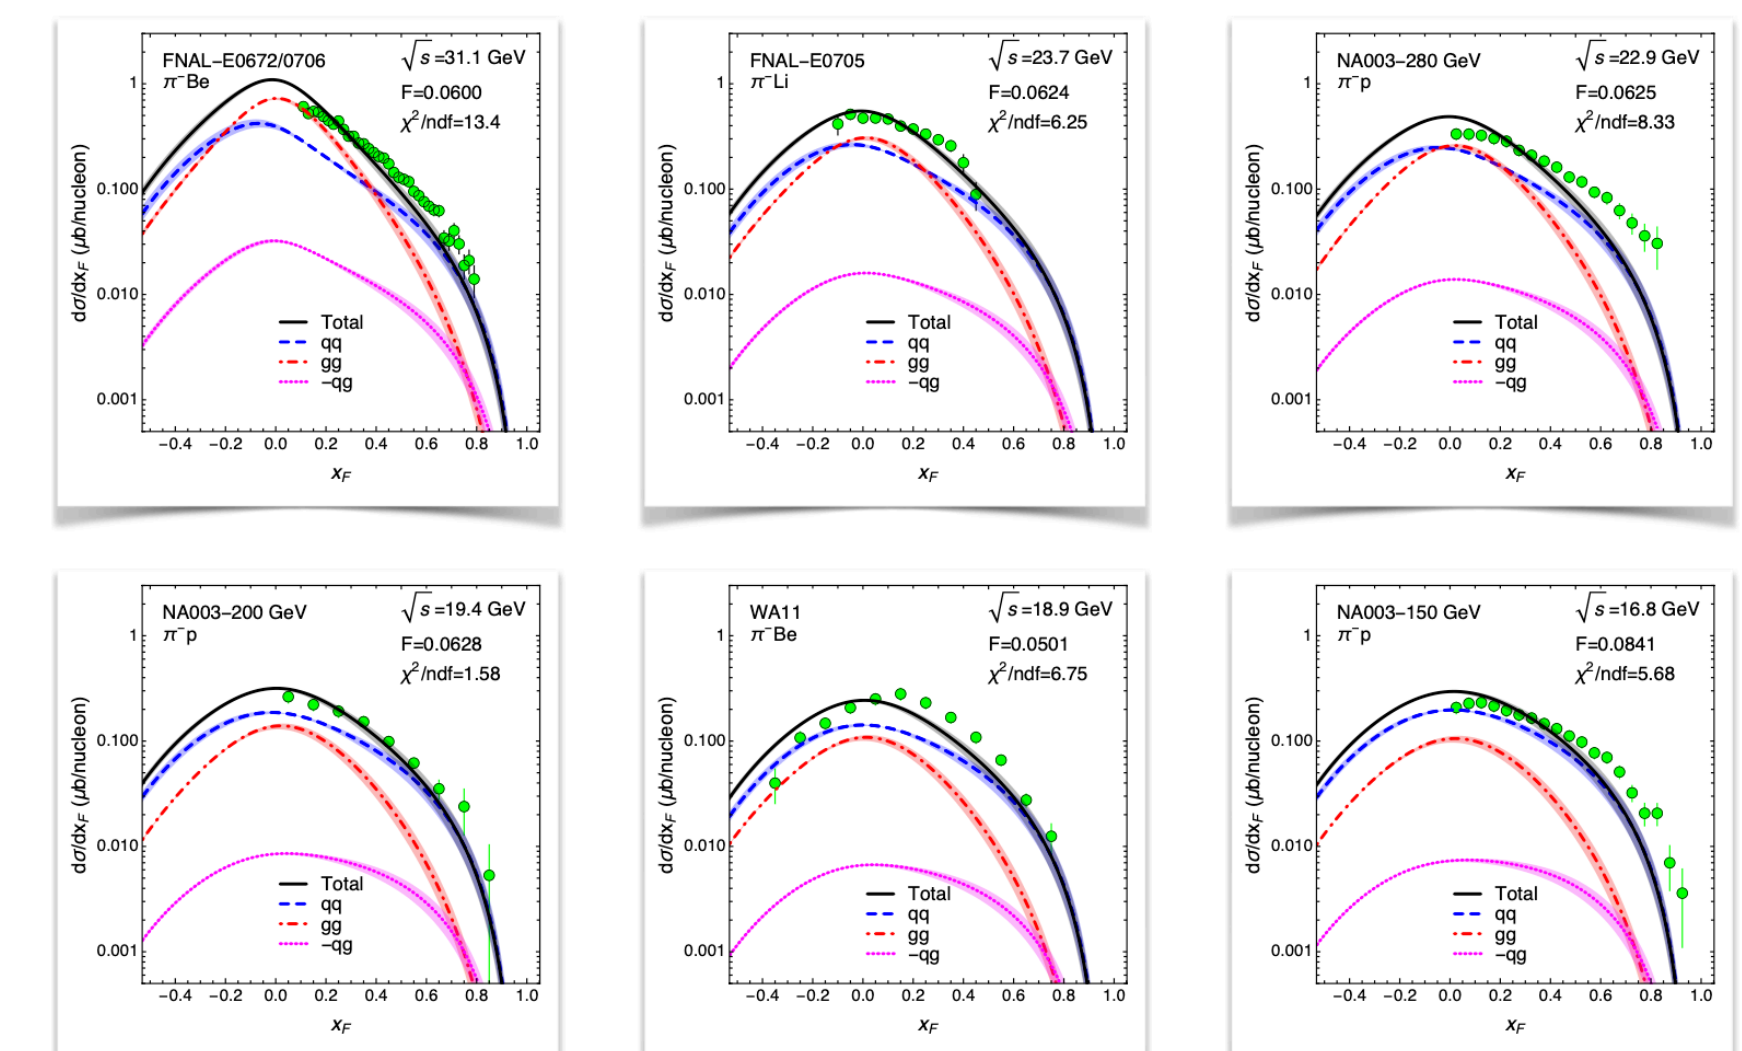 FNAL−E0672/0706
π⁻Be
√s =31.1 GeV
F=0.0600
χ²/ndf=13.4
1
0.100
0.010
0.001
dσ/dx_F (μb/nucleon)
Total
qq
gg
−qg
−0.4 −0.2 0.0 0.2 0.4 0.6 0.8 1.0
x_F
FNAL−E0705
π⁻Li
√s =23.7 GeV
F=0.0624
χ²/ndf=6.25
1
0.100
0.010
0.001
dσ/dx_F (μb/nucleon)
Total
qq
gg
−qg
−0.4 −0.2 0.0 0.2 0.4 0.6 0.8 1.0
x_F
NA003−280 GeV
π⁻p
√s =22.9 GeV
F=0.0625
χ²/ndf=8.33
1
0.100
0.010
0.001
dσ/dx_F (μb/nucleon)
Total
qq
gg
−qg
−0.4 −0.2 0.0 0.2 0.4 0.6 0.8 1.0
x_F
NA003−200 GeV
π⁻p
√s =19.4 GeV
F=0.0628
χ²/ndf=1.58
1
0.100
0.010
0.001
dσ/dx_F (μb/nucleon)
Total
qq
gg
−qg
−0.4 −0.2 0.0 0.2 0.4 0.6 0.8 1.0
x_F
WA11
π⁻Be
√s =18.9 GeV
F=0.0501
χ²/ndf=6.75
1
0.100
0.010
0.001
dσ/dx_F (μb/nucleon)
Total
qq
gg
−qg
−0.4 −0.2 0.0 0.2 0.4 0.6 0.8 1.0
x_F
NA003−150 GeV
π⁻p
√s =16.8 GeV
F=0.0841
χ²/ndf=5.68
1
0.100
0.010
0.001
dσ/dx_F (μb/nucleon)
Total
qq
gg
−qg
−0.4 −0.2 0.0 0.2 0.4 0.6 0.8 1.0
x_F